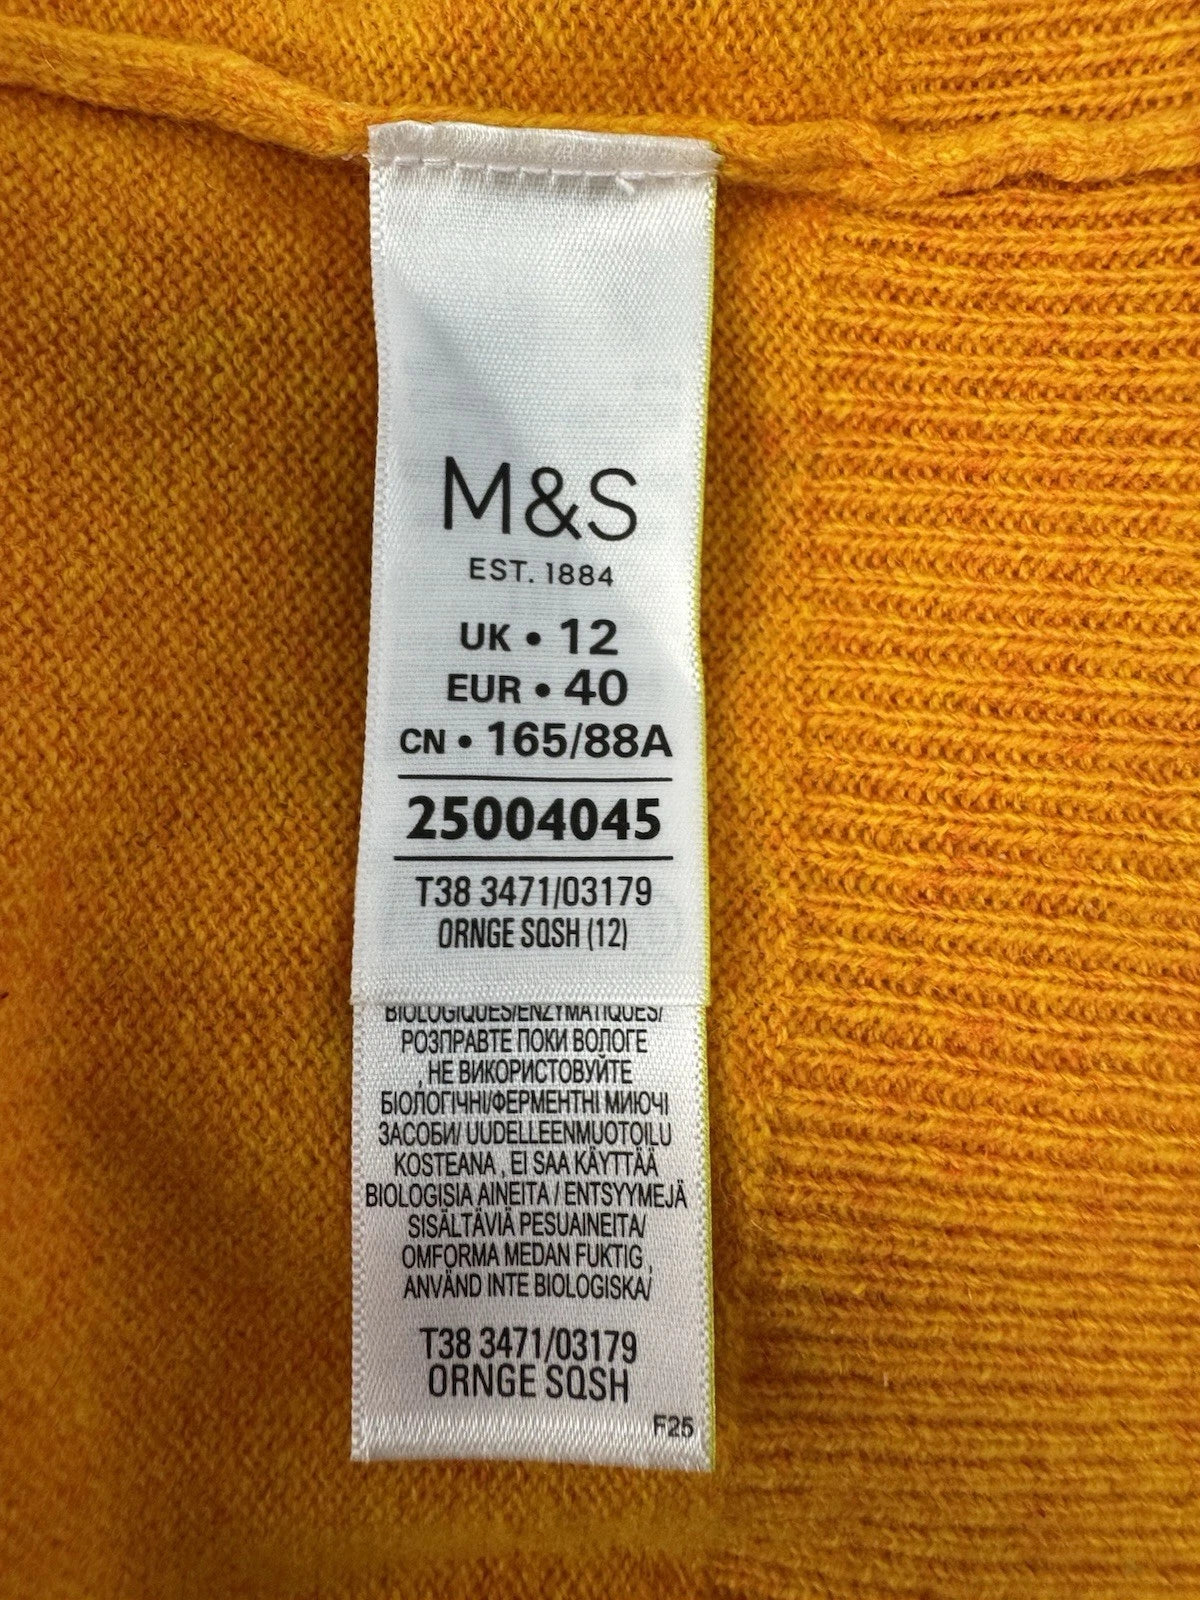 M&S
EST. 1884
UK • 12
EUR • 40
CN • 165/88A
25004045
T38 3471/03179
ORNGE SQSH (12)
BIOLOGIQUES/ENZYMATIQUES/
РОЗПРАВТЕ ПОКИ ВОЛОГЕ
, НЕ ВИКОРИСТОВУЙТЕ
БІОЛОГІЧНІ/ФЕРМЕНТНІ МИЮЧІ
ЗАСОБИ/ UUDELLEENMUOTOILU
KOSTEANA , EI SAA KÄYTTÄÄ
BIOLOGISIA AINEITA / ENTSYYMEJÄ
SISÄLTÄVIÄ PESUAINEITA/
OMFORMA MEDAN FUKTIG ,
ANVÄND INTE BIOLOGISKA/
T38 3471/03179
ORNGE SQSH
F25